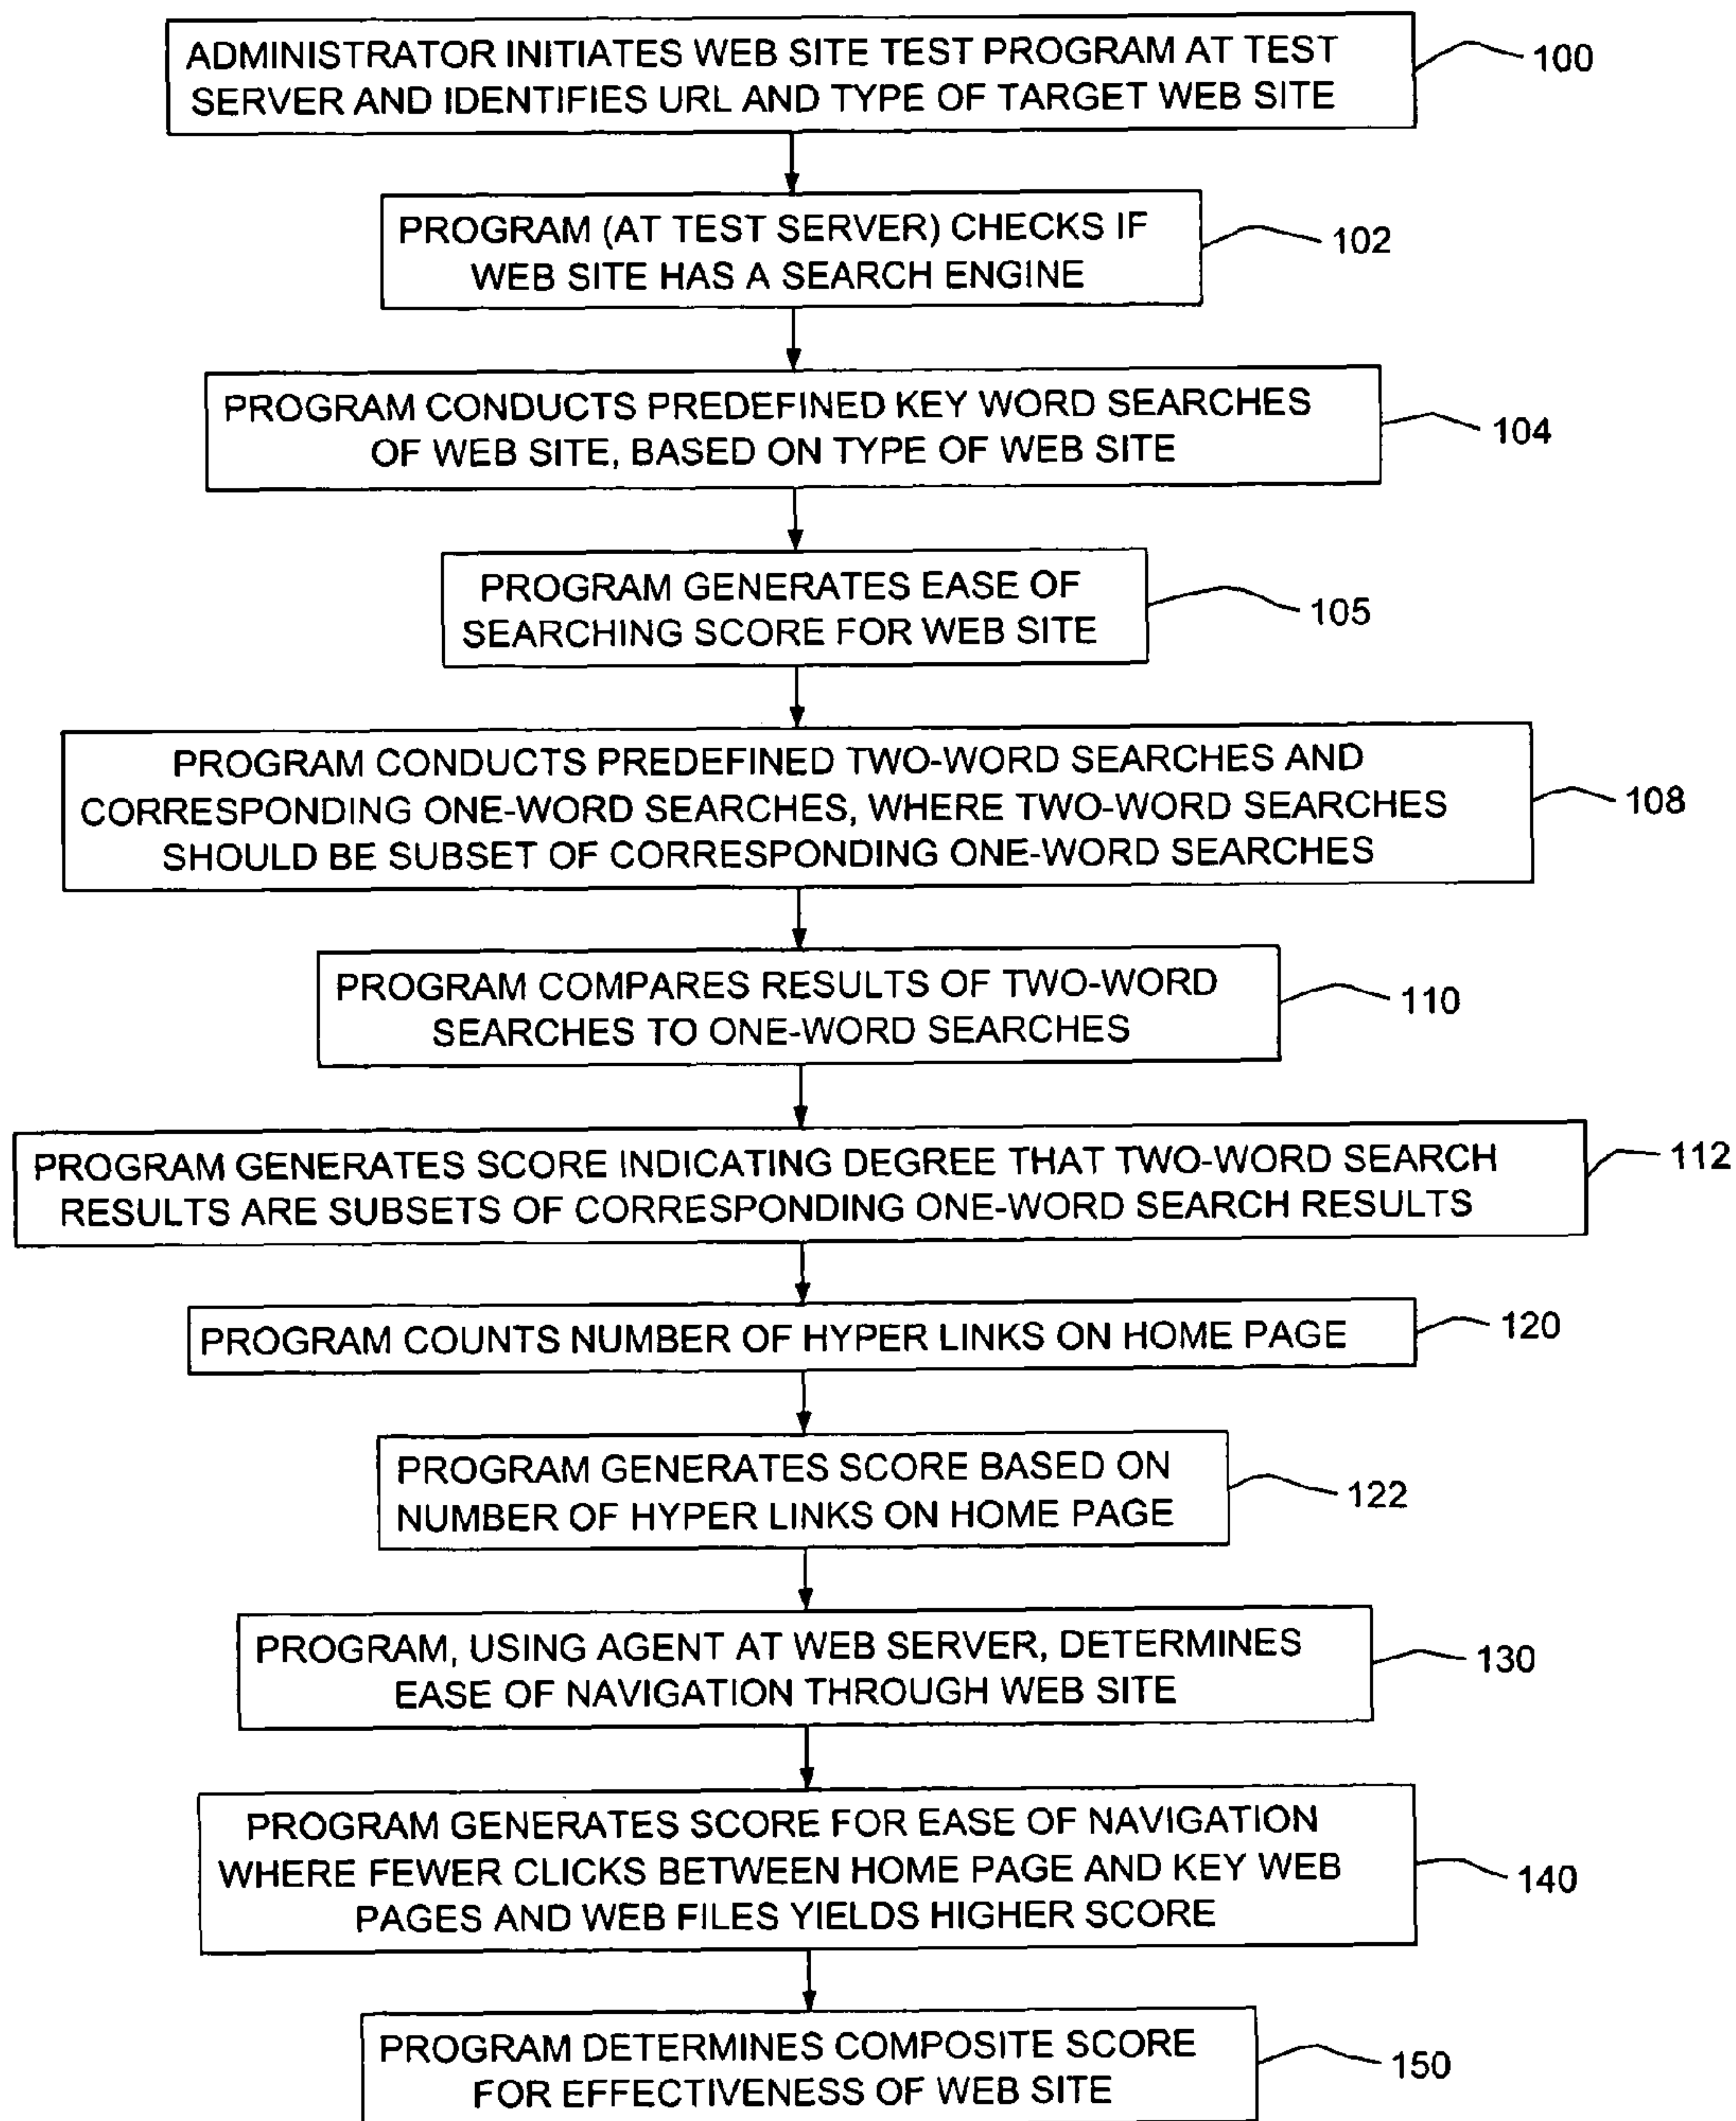 ADMINISTRATOR INITIATES WEB SITE TEST PROGRAM AT TEST
SERVER AND IDENTIFIES URL AND TYPE OF TARGET WEB SITE
100
PROGRAM (AT TEST SERVER) CHECKS IF
WEB SITE HAS A SEARCH ENGINE
102
PROGRAM CONDUCTS PREDEFINED KEY WORD SEARCHES
OF WEB SITE, BASED ON TYPE OF WEB SITE
104
PROGRAM GENERATES EASE OF
SEARCHING SCORE FOR WEB SITE
105
PROGRAM CONDUCTS PREDEFINED TWO-WORD SEARCHES AND
CORRESPONDING ONE-WORD SEARCHES, WHERE TWO-WORD SEARCHES
SHOULD BE SUBSET OF CORRESPONDING ONE-WORD SEARCHES
108
PROGRAM COMPARES RESULTS OF TWO-WORD
SEARCHES TO ONE-WORD SEARCHES
110
PROGRAM GENERATES SCORE INDICATING DEGREE THAT TWO-WORD SEARCH
RESULTS ARE SUBSETS OF CORRESPONDING ONE-WORD SEARCH RESULTS
112
PROGRAM COUNTS NUMBER OF HYPER LINKS ON HOME PAGE
120
PROGRAM GENERATES SCORE BASED ON
NUMBER OF HYPER LINKS ON HOME PAGE
122
PROGRAM, USING AGENT AT WEB SERVER, DETERMINES
EASE OF NAVIGATION THROUGH WEB SITE
130
PROGRAM GENERATES SCORE FOR EASE OF NAVIGATION
WHERE FEWER CLICKS BETWEEN HOME PAGE AND KEY WEB
PAGES AND WEB FILES YIELDS HIGHER SCORE
140
PROGRAM DETERMINES COMPOSITE SCORE
FOR EFFECTIVENESS OF WEB SITE
150